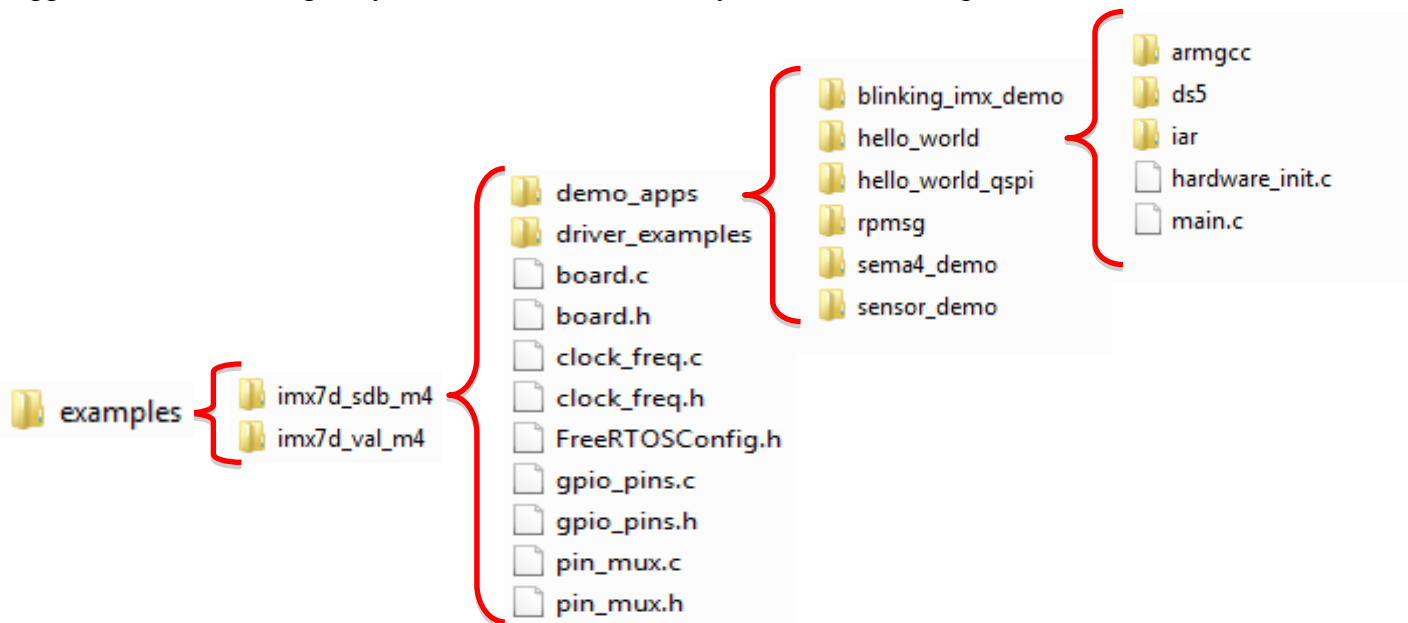 examples
imx7d_sdb_m4
imx7d_val_m4
demo_apps
driver_examples
board.c
board.h
clock_freq.c
clock_freq.h
FreeRTOSConfig.h
gpio_pins.c
gpio_pins.h
pin_mux.c
pin_mux.h
blinking_imx_demo
hello_world
hello_world_qspi
rpmsg
sema4_demo
sensor_demo
armgcc
ds5
iar
hardware_init.c
main.c